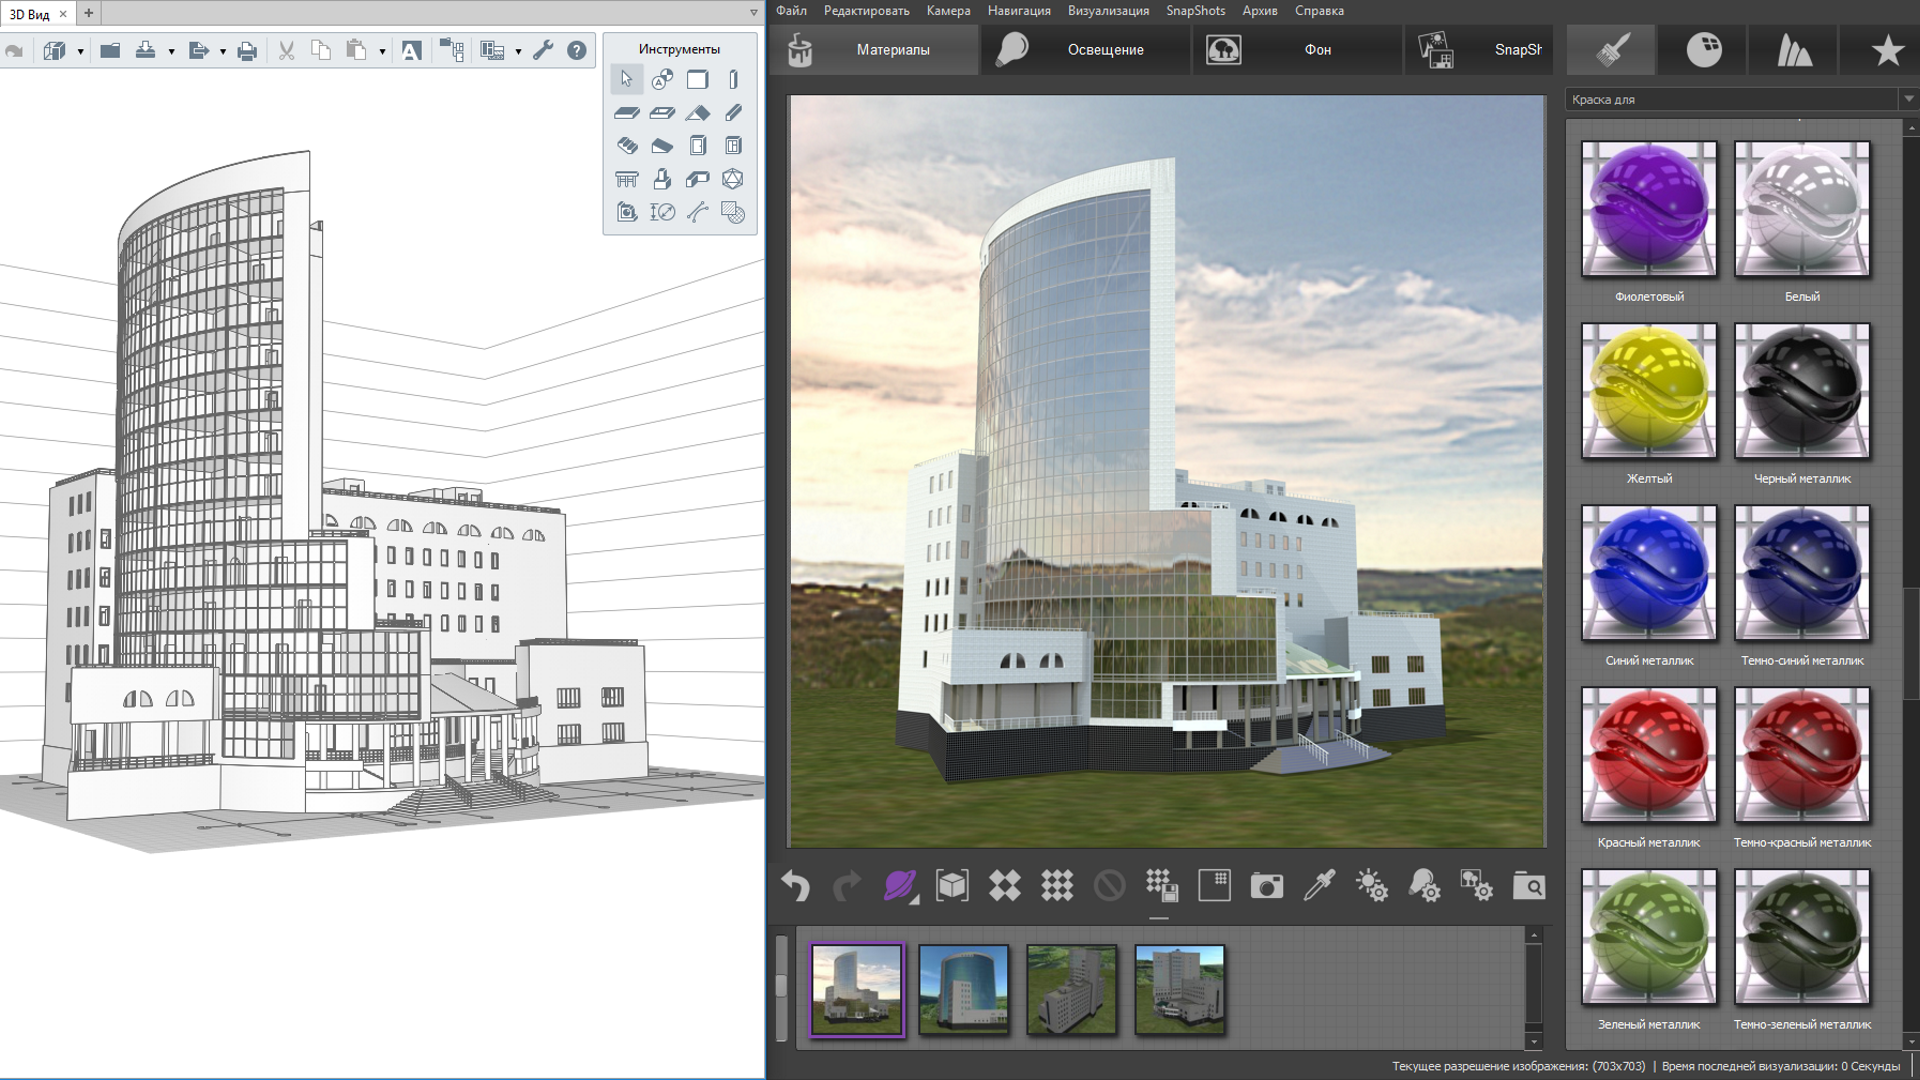 3D Вид
Инструменты
Файл Редактировать Камера Навигация Визуализация SnapShots Архив Справка
Материалы Освещение Фон SnapSh
Краска для
Фиолетовый Белый
Желтый Черный металлик
Синий металлик Темно-синий металлик
Красный металлик Темно-красный металлик
Зеленый металлик Темно-зеленый металлик
Текущее разрешение изображения: (703x703) | Время последней визуализации: 0 Секунды